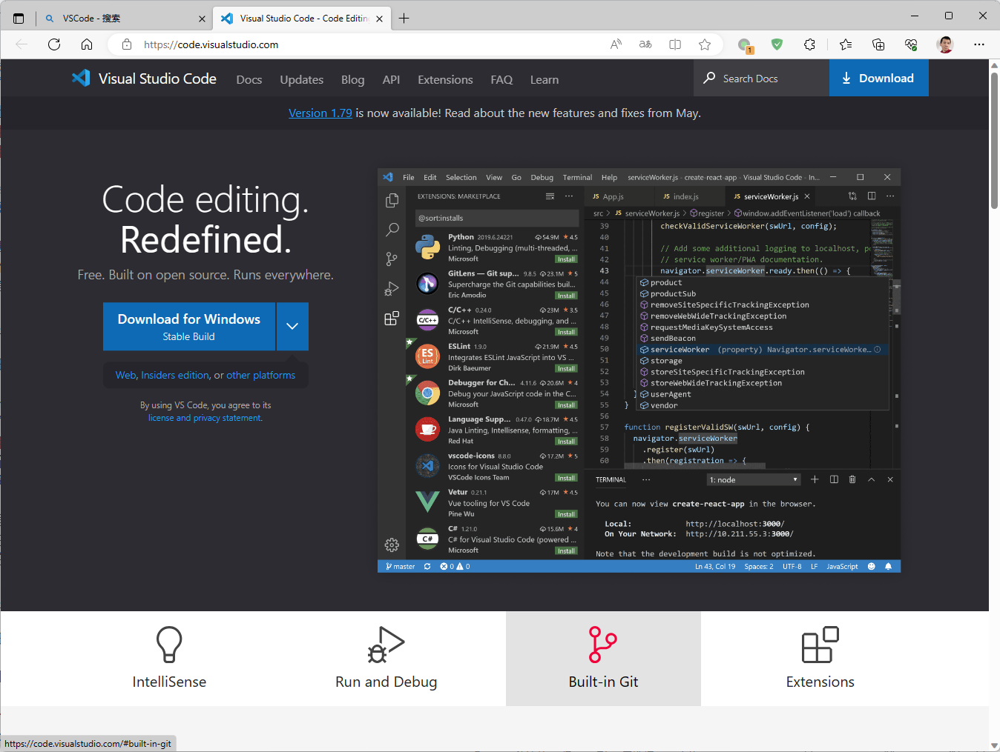 VSCode - 搜索
Visual Studio Code - Code Editin
https://code.visualstudio.com
1
Visual Studio Code Docs Updates Blog API Extensions FAQ Learn Search Docs Download
Version 1.79 is now available! Read about the new features and fixes from May.
Code editing.
Redefined.
Free. Built on open source. Runs everywhere.
Download for Windows
Stable Build
Web, Insiders edition, or other platforms
By using VS Code, you agree to its
license and privacy statement.
File Edit Selection View Go Debug Terminal Help serviceWorker.js - create-react-app - Visual Studio Code - In...
EXTENSIONS: MARKETPLACE
@sort:installs
Python 2019.6.24221 54.9M ★ 4.5
Linting, Debugging (multi-threaded, ...
Microsoft Install
GitLens — Git sup... 9.8.5 23.1M ★ 5
Supercharge the Git capabilities buil...
Eric Amodio Install
C/C++
C/C++ 0.24.0 23M ★ 3.5
C/C++ IntelliSense, debugging, and ...
Microsoft Install
ES
Lint
ESLint 1.9.0 21.9M ★ 4.5
Integrates ESLint JavaScript into VS ...
Dirk Baeumer Install
Debugger for Ch... 4.11.6 20.6M ★ 4
Debug your JavaScript code in the C...
Microsoft Install
Language Supp... 0.47.0 18.7M ★ 4.5
Java Linting, Intellisense, formatting, ...
Red Hat Install
vscode-icons 8.8.0 17.2M ★ 5
Icons for Visual Studio Code
VSCode Icons Team Install
Vetur 0.21.1 17M ★ 4.5
Vue tooling for VS Code
Pine Wu Install
C#
C# 1.21.0 15.6M ★ 4
C# for Visual Studio Code (powered ...
Microsoft Install
JS App.js JS index.js JS serviceWorker.js
src > JS serviceWorker.js > register > window.addEventListener('load') callback
39 checkValidServiceWorker(swUrl, config);
40
41 // Add some additional logging to localhost, p
42 // service worker/PWA documentation.
43 navigator.serviceWorker.ready.then(() => {
44 product
45 productSub
46 removeSiteSpecificTrackingException
47 removeWebWideTrackingException
48 requestMediaKeySystemAccess
49 sendBeacon
50 serviceWorker (property) Navigator.serviceWorke...
51 storage
52 storeSiteSpecificTrackingException
53 storeWebWideTrackingException
54 } userAgent
55 } vendor
56
57 function registerValidSW(swUrl, config) {
58 navigator.serviceWorker
59 .register(swUrl)
60 .then(registration => {
TERMINAL ... 1: node
You can now view create-react-app in the browser.
Local: http://localhost:3000/
On Your Network: http://10.211.55.3:3000/
Note that the development build is not optimized.
master 0 0 Ln 43, Col 19 Spaces: 2 UTF-8 LF JavaScript
IntelliSense Run and Debug Built-in Git Extensions
https://code.visualstudio.com/#built-in-git